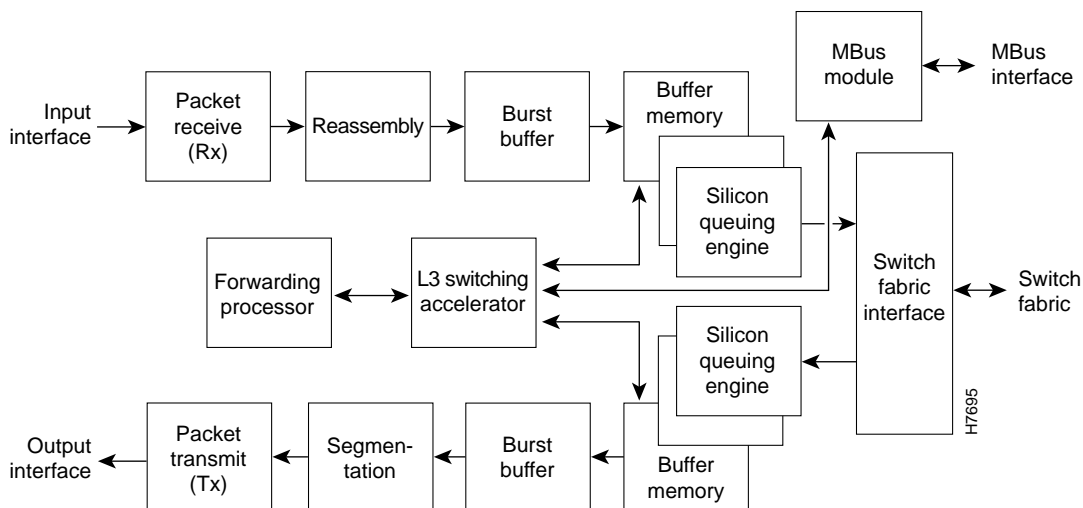 Input
interface
Packet
receive
(Rx)
Reassembly
Burst
buffer
Buffer
memory
MBus
module
MBus
interface
Silicon
queuing
engine
Forwarding
processor
L3 switching
accelerator
Switch
fabric
interface
Switch
fabric
Silicon
queuing
engine
Output
interface
Packet
transmit
(Tx)
Segmen-
tation
Burst
buffer
Buffer
memory
H7695